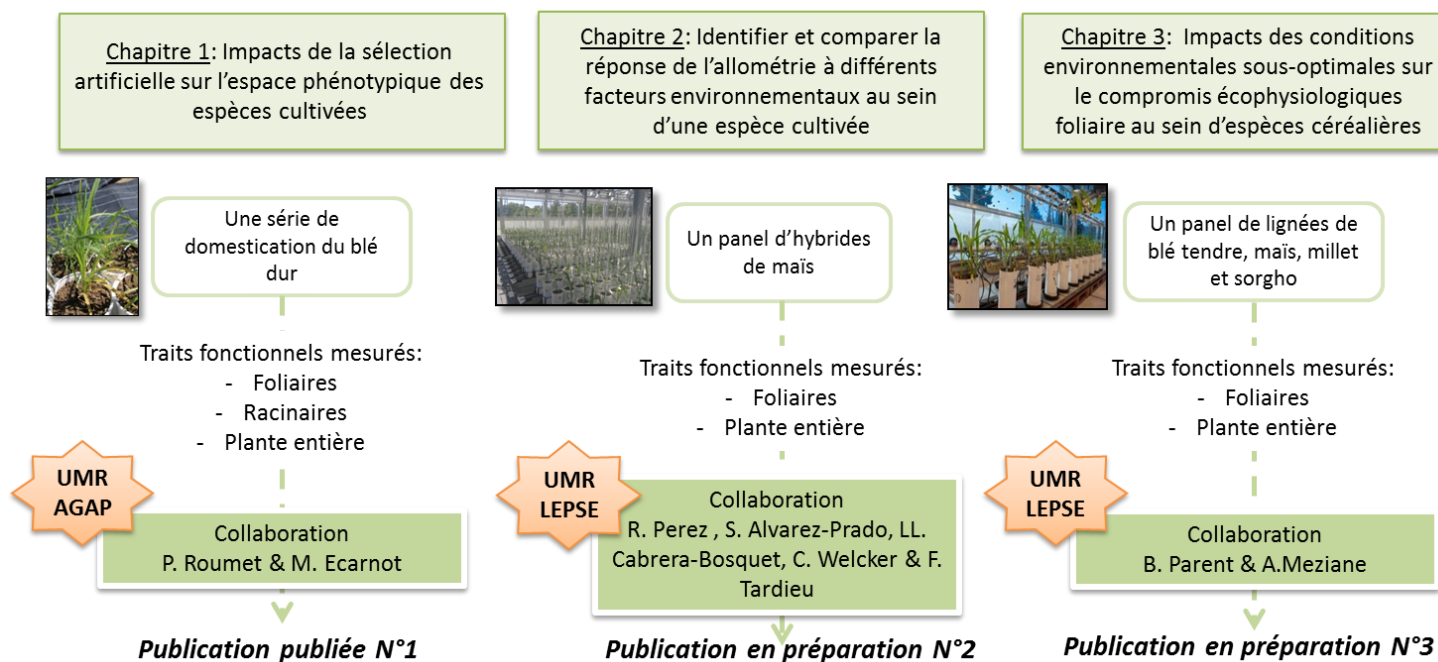 Chapitre 1: Impacts de la sélection
artificielle sur l'espace phénotypique des
espèces cultivées
Chapitre 2: Identifier et comparer la
réponse de l'allométrie à différents
facteurs environnementaux au sein
d'une espèce cultivée
Chapitre 3: Impacts des conditions
environnementales sous-optimales sur
le compromis écophysiologiques
foliaire au sein d'espèces céréalières
Une série de
domestication du blé
dur
Un panel d'hybrides
de maïs
Un panel de lignées de
blé tendre, maïs, millet
et sorgho
Traits fonctionnels mesurés:
- Foliaires
- Racinaires
- Plante entière
Traits fonctionnels mesurés:
- Foliaires
- Plante entière
Traits fonctionnels mesurés:
- Foliaires
- Plante entière
UMR
AGAP
Collaboration
P. Roumet & M. Ecarnot
UMR
LEPSE
Collaboration
R. Perez , S. Alvarez-Prado, LL.
Cabrera-Bosquet, C. Welcker & F.
Tardieu
UMR
LEPSE
Collaboration
B. Parent & A.Meziane
Publication publiée N°1
Publication en préparation N°2
Publication en préparation N°3